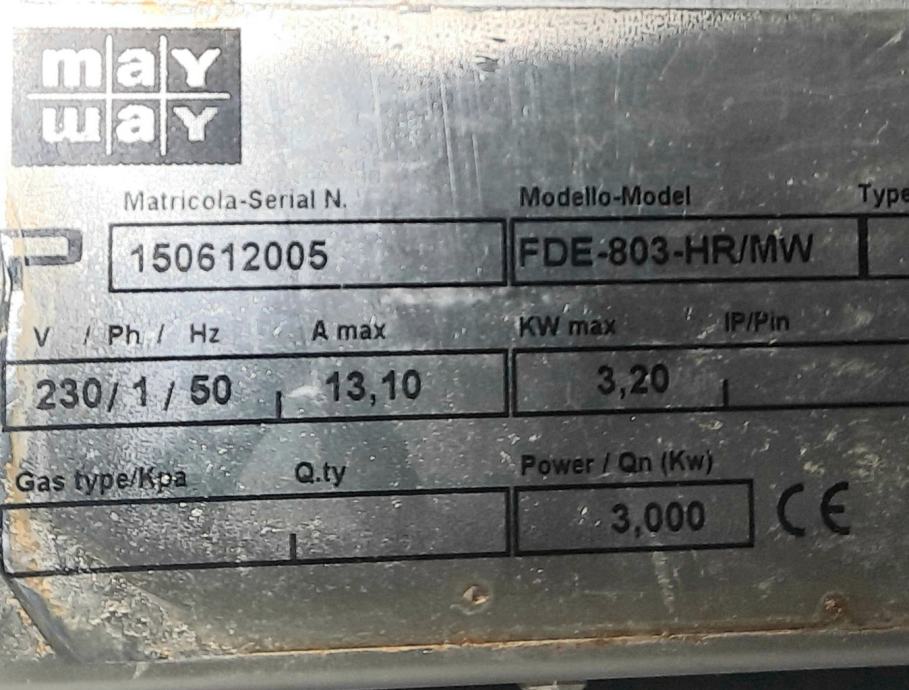 may
way
Matricola-Serial N. Modello-Model Type
150612005 FDE-803-HR/MW
V / Ph / Hz A max KW max IP/Pin
230/ 1 / 50 13,10 3,20
Gas type/Kpa Q.ty Power / Qn (Kw)
3,000 CE